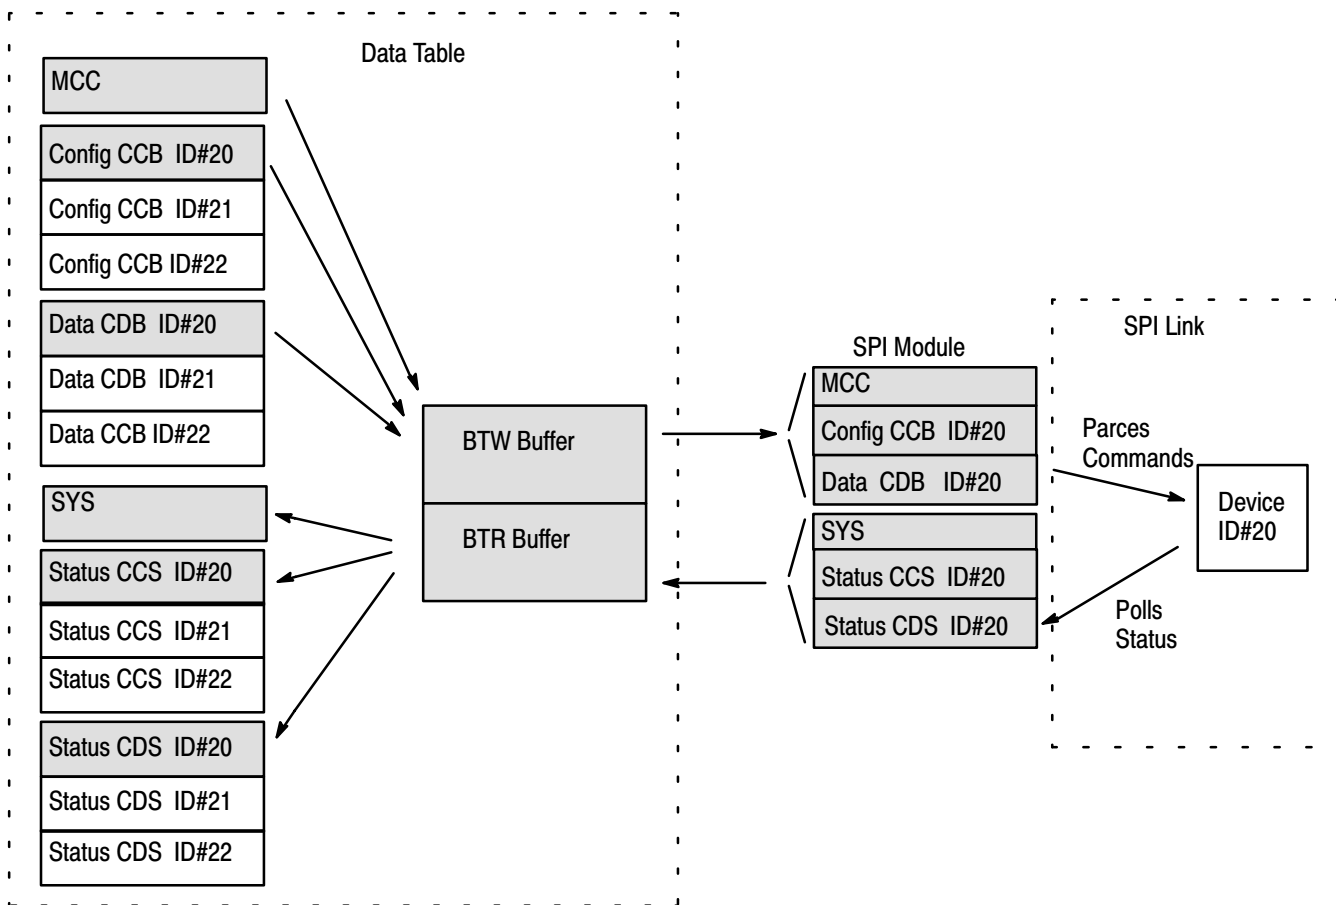 Data Table
MCC
Config CCB ID#20
Config CCB ID#21
Config CCB ID#22
Data CDB ID#20
Data CDB ID#21
Data CCB ID#22
SYS
Status CCS ID#20
Status CCS ID#21
Status CCS ID#22
Status CDS ID#20
Status CDS ID#21
Status CDS ID#22
BTW Buffer
BTR Buffer
SPI Module
MCC
Config CCB ID#20
Data CDB ID#20
SYS
Status CCS ID#20
Status CDS ID#20
SPI Link
Parces
Commands
Device
ID#20
Polls
Status